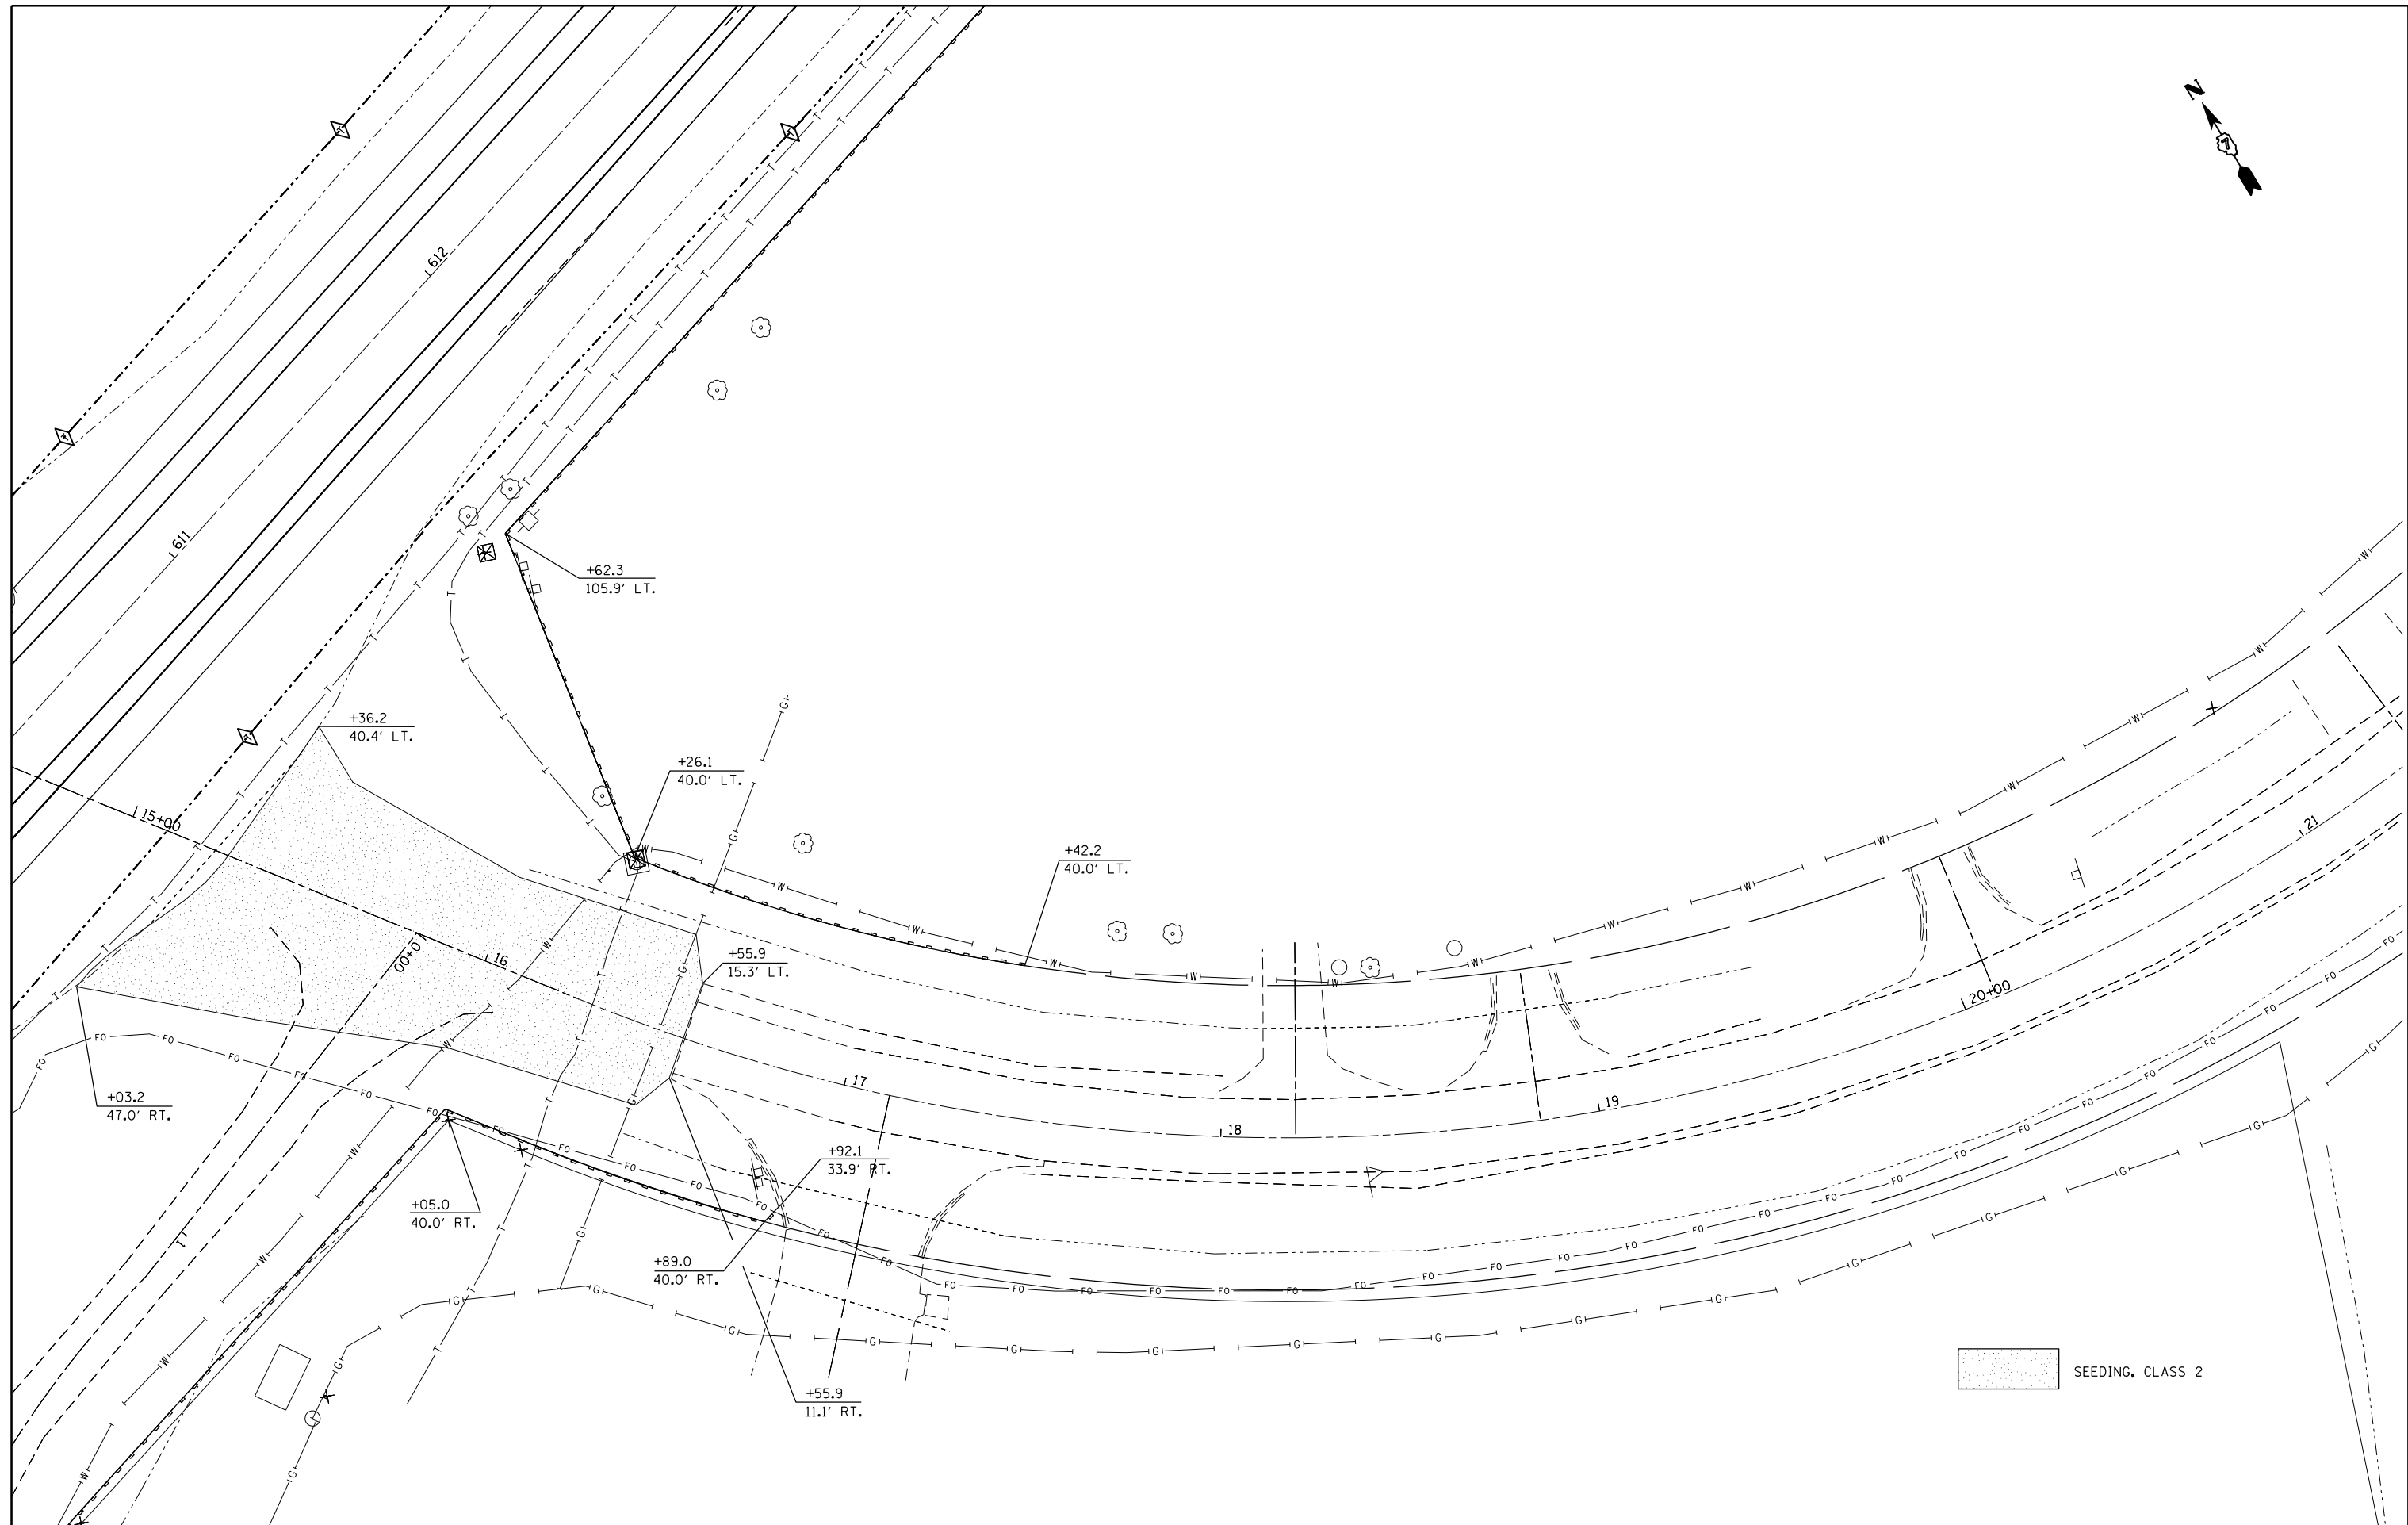 N
7
612
611
+62.3
105.9' LT.
+36.2
40.4' LT.
+26.1
40.0' LT.
15+00
+42.2
40.0' LT.
0+00
16
+55.9
15.3' LT.
21
20+00
17
18
19
+03.2
47.0' RT.
+05.0
40.0' RT.
+92.1
33.9' RT.
+89.0
40.0' RT.
1
+55.9
11.1' RT.
SEEDING, CLASS 2
T
W
G
FO